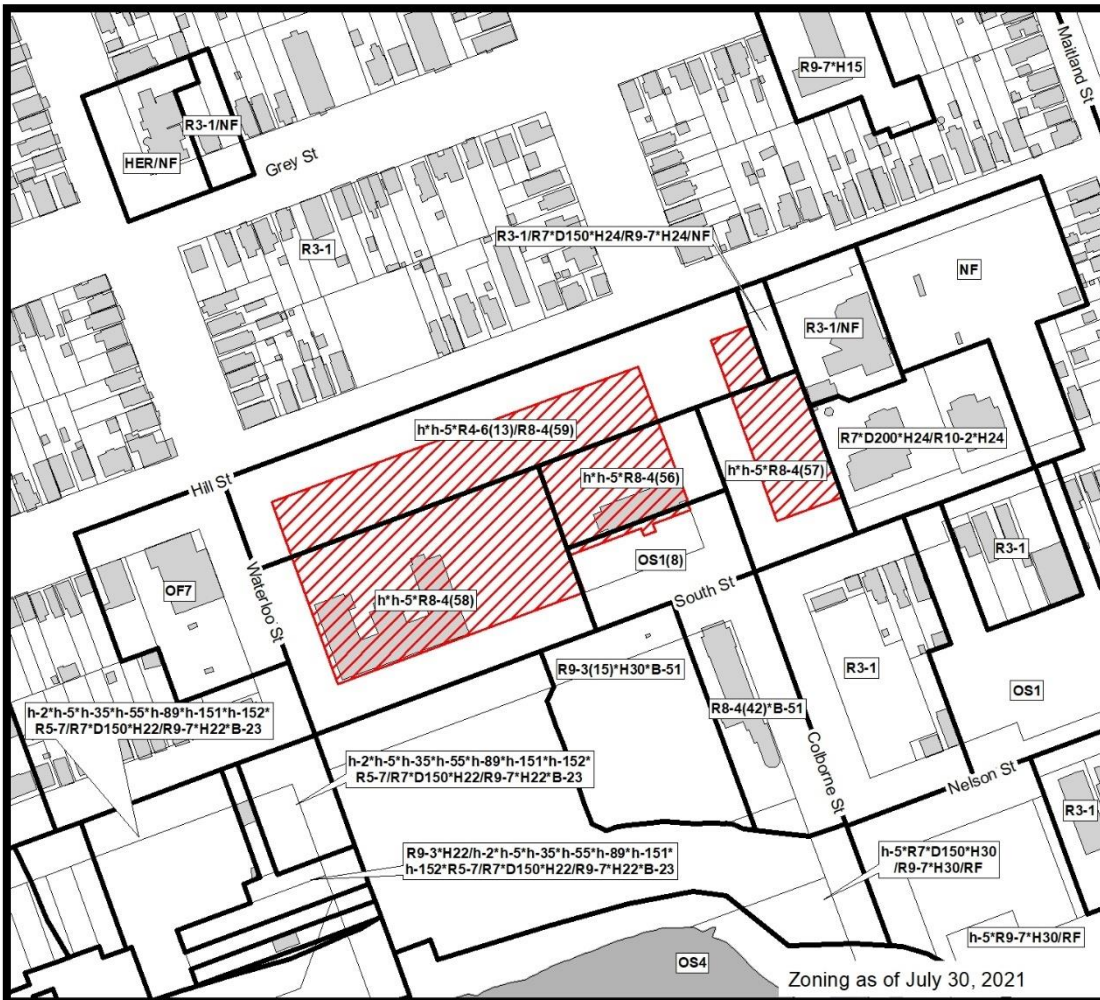 Maitland St
R9-7*H15
R3-1/NF
HER/NF
Grey St
R3-1/R7*D150*H24/R9-7*H24/NF
R3-1
NF
R3-1/NF
h*h-5*R4-6(13)/R8-4(59)
R7*D200*H24/R10-2*H24
h*h-5*R8-4(56)
h*h-5*R8-4(57)
Hill St
R3-1
OS1(8)
OF7
South St
Waterloo St
h*h-5*R8-4(58)
R9-3(15)*H30*B-51
R3-1
OS1
R8-4(42)*B-51
h-2*h-5*h-35*h-55*h-89*h-151*h-152*
R5-7/R7*D150*H22/R9-7*H22*B-23
Colborne St
h-2*h-5*h-35*h-55*h-89*h-151*h-152*
R5-7/R7*D150*H22/R9-7*H22*B-23
Nelson St
R3-1
R9-3*H22/h-2*h-5*h-35*h-55*h-89*h-151*
h-152*R5-7/R7*D150*H22/R9-7*H22*B-23
h-5*R7*D150*H30
/R9-7*H30/RF
h-5*R9-7*H30/RF
OS4
Zoning as of July 30, 2021